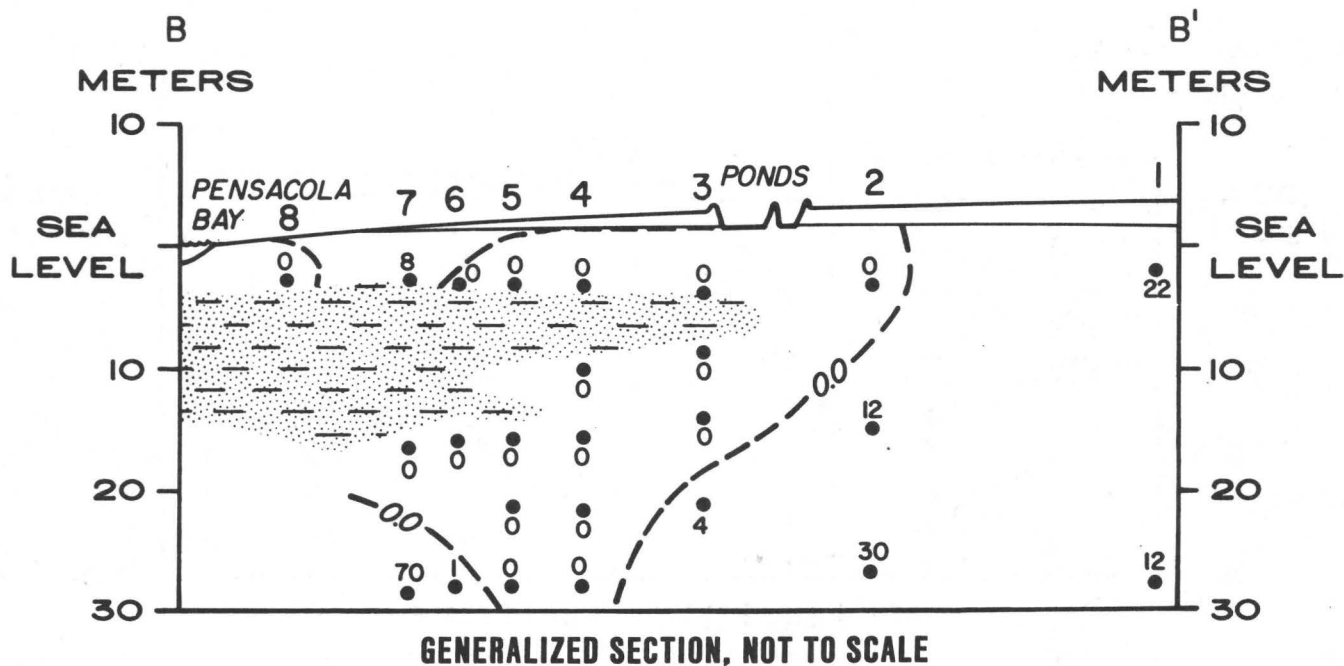 B B'
METERS METERS
10 10
PENSACOLA BAY 8 7 6 5 4 3 PONDS 2 1
SEA LEVEL SEA LEVEL
0 8 0 0 0 0 0 22
10 0 0 10
0.0
0 12
0 0 0 0
20 20
0.0 0 0 4
70 1 0 0 30 12
30 30
GENERALIZED SECTION, NOT TO SCALE